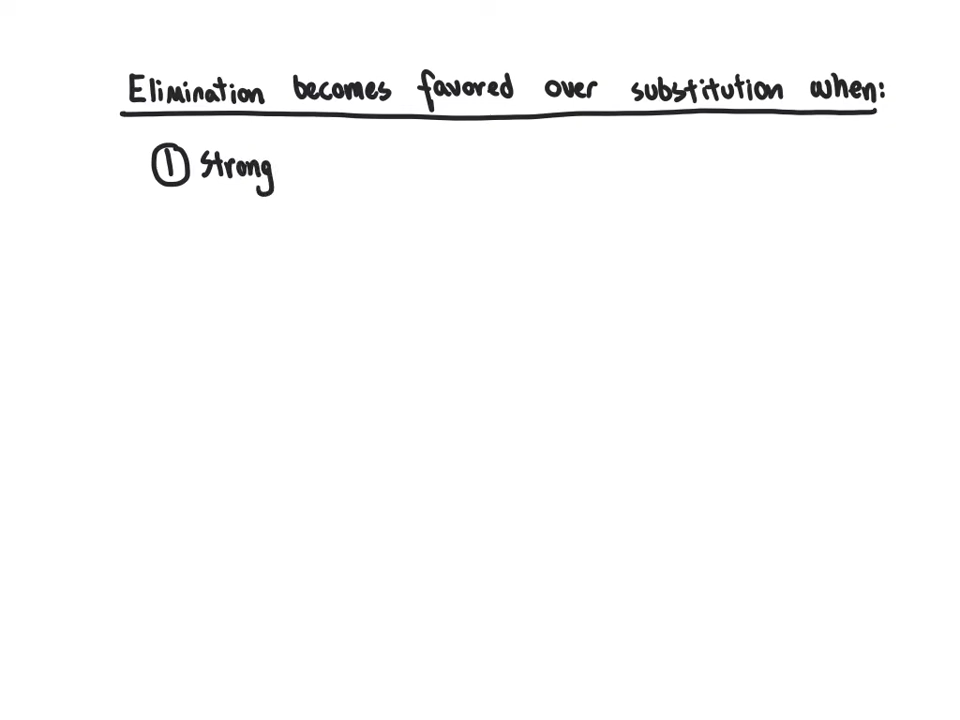 Elimination becomes favored over substitution when:
① Strong